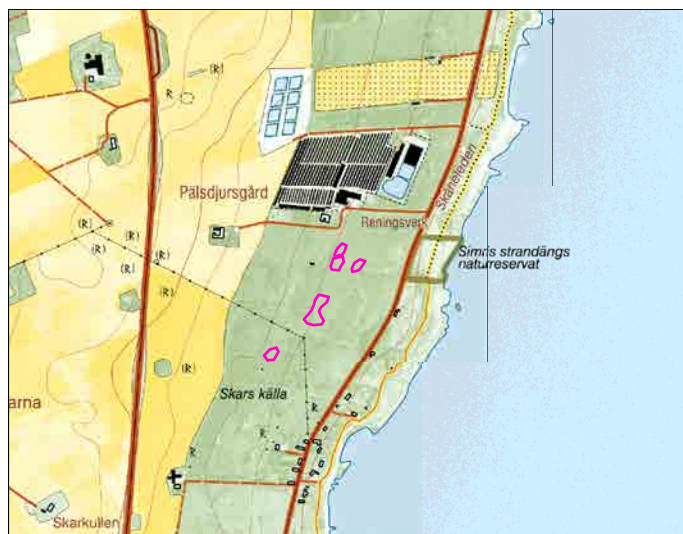 (R)
R
Pälsdjursgård
Skåneleden
Reningsverk
(R)
(R)
(R)
(R)
(R)
Simris strandängs
naturreservat
(R)
Skars källa
arna
R
R
R
Skarkullen